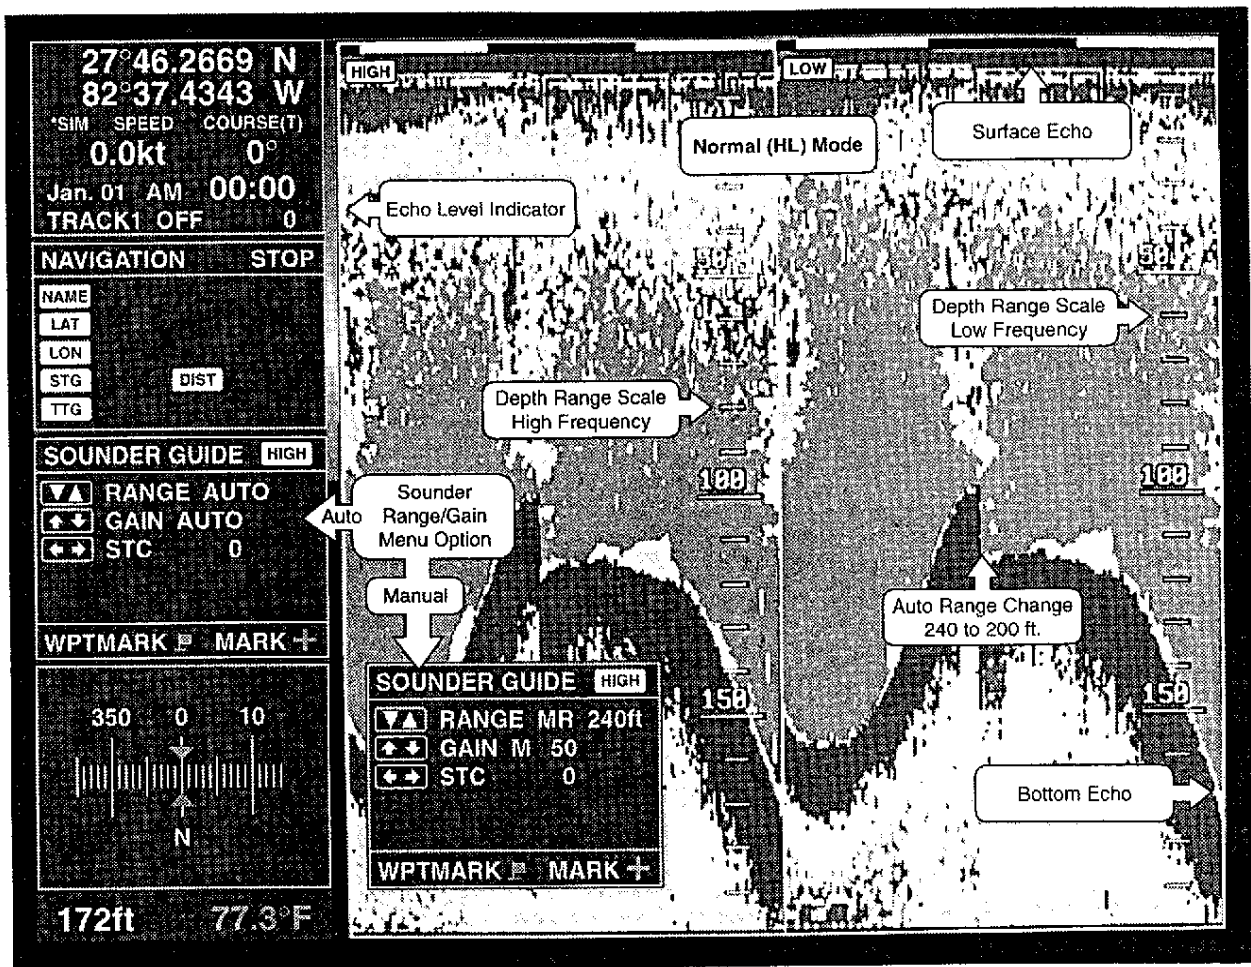 27°46.2669 N
82°37.4343 W
*SIM SPEED COURSE(T)
0.0kt 0°
Jan. 01 AM 00:00
TRACK1 OFF 0
NAVIGATION STOP
NAME
LAT
LON
STG DIST
TTG
SOUNDER GUIDE HIGH
▼▲ RANGE AUTO
GAIN AUTO
STC 0
WPTMARK MARK
350 0 10
N
172ft 77.3°F
HIGH
LOW
Normal (HL) Mode
Surface Echo
Echo Level Indicator
50
50
Depth Range Scale
Low Frequency
Depth Range Scale
High Frequency
100
100
Auto
Sounder
Range/Gain
Menu Option
Manual
Auto Range Change
240 to 200 ft.
SOUNDER GUIDE HIGH
▼▲ RANGE MR 240ft
GAIN M 50
STC 0
WPTMARK MARK
150
150
Bottom Echo